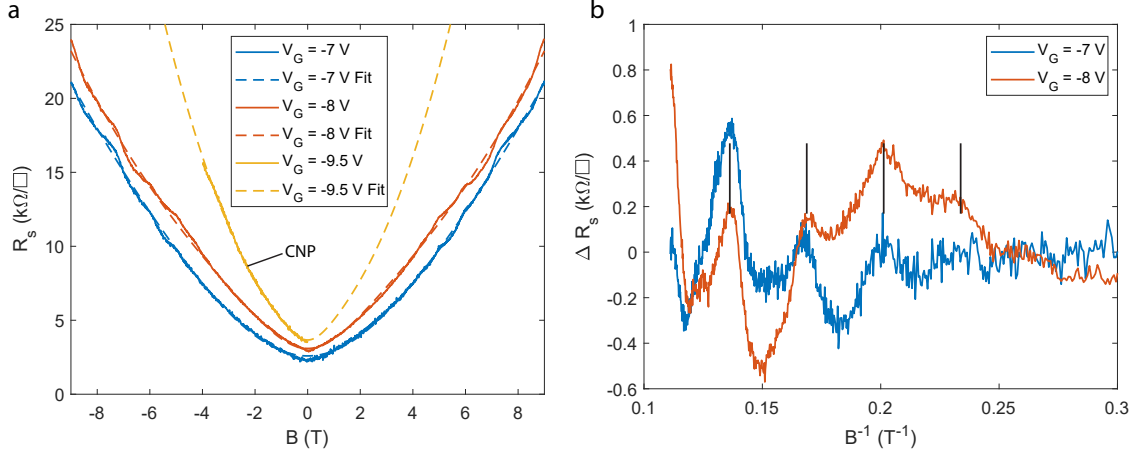 a
25
20
15
10
5
0
-8 -6 -4 -2 0 2 4 6 8
R_s (kΩ/□)
B (T)
V_G = -7 V
V_G = -7 V Fit
V_G = -8 V
V_G = -8 V Fit
V_G = -9.5 V
V_G = -9.5 V Fit
CNP
b
1
0.8
0.6
0.4
0.2
0
-0.2
-0.4
-0.6
0.1 0.15 0.2 0.25 0.3
Δ R_s (kΩ/□)
B^-1 (T^-1)
V_G = -7 V
V_G = -8 V